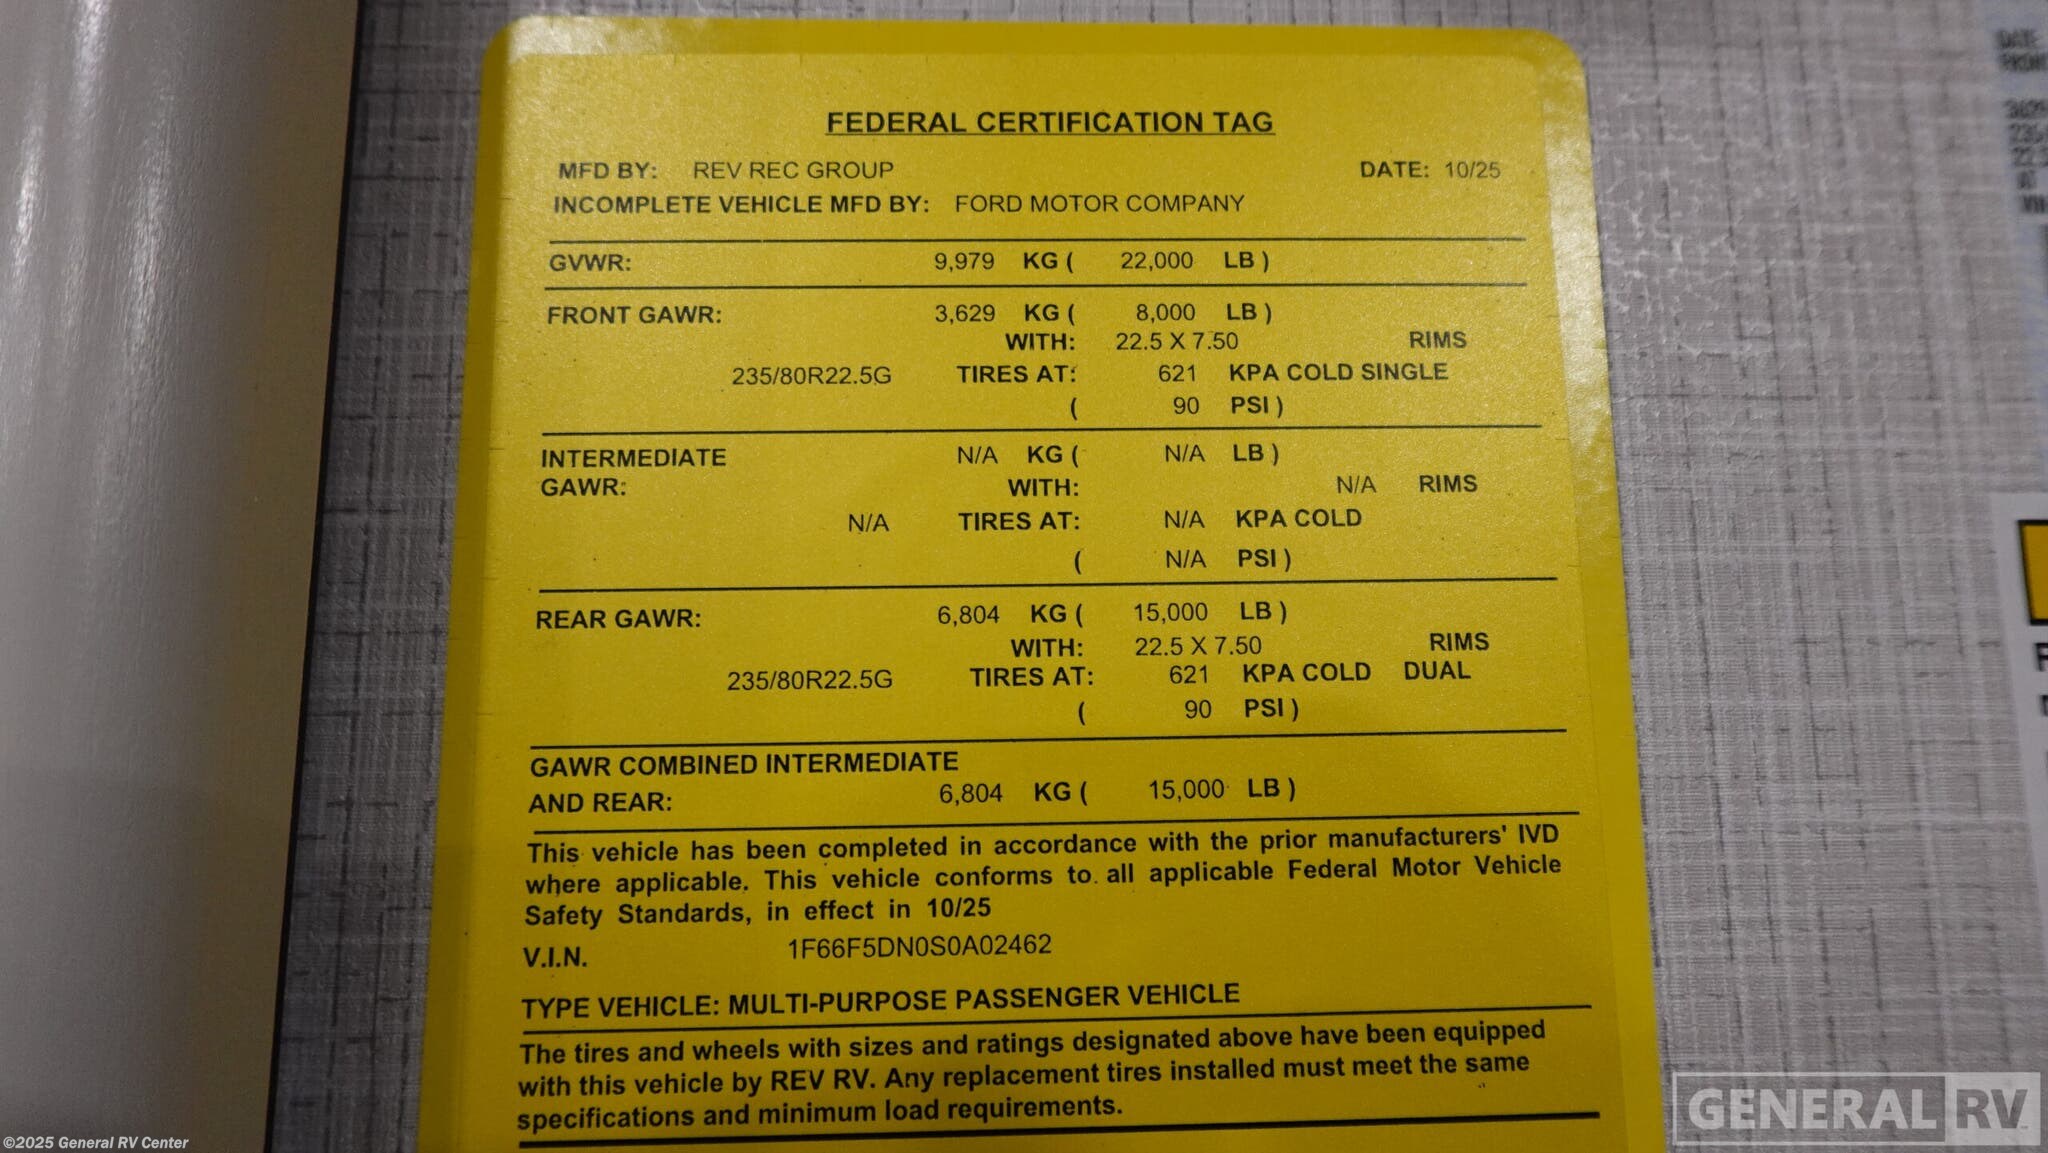 FEDERAL CERTIFICATION TAG
MFD BY: REV REC GROUP DATE: 10/25
INCOMPLETE VEHICLE MFD BY: FORD MOTOR COMPANY
GVWR: 9,979 KG ( 22,000 LB )
FRONT GAWR: 3,629 KG ( 8,000 LB )
WITH: 22.5 X 7.50 RIMS
235/80R22.5G TIRES AT: 621 KPA COLD SINGLE
( 90 PSI )
INTERMEDIATE N/A KG ( N/A LB )
GAWR: WITH: N/A RIMS
N/A TIRES AT: N/A KPA COLD
( N/A PSI )
REAR GAWR: 6,804 KG ( 15,000 LB )
WITH: 22.5 X 7.50 RIMS
235/80R22.5G TIRES AT: 621 KPA COLD DUAL
( 90 PSI )
GAWR COMBINED INTERMEDIATE
AND REAR: 6,804 KG ( 15,000 LB )
This vehicle has been completed in accordance with the prior manufacturers' IVD
where applicable. This vehicle conforms to all applicable Federal Motor Vehicle
Safety Standards, in effect in 10/25
V.I.N. 1F66F5DN0S0A02462
TYPE VEHICLE: MULTI-PURPOSE PASSENGER VEHICLE
The tires and wheels with sizes and ratings designated above have been equipped
with this vehicle by REV RV. Any replacement tires installed must meet the same
specifications and minimum load requirements.
GENERAL RV
©2025 General RV Center